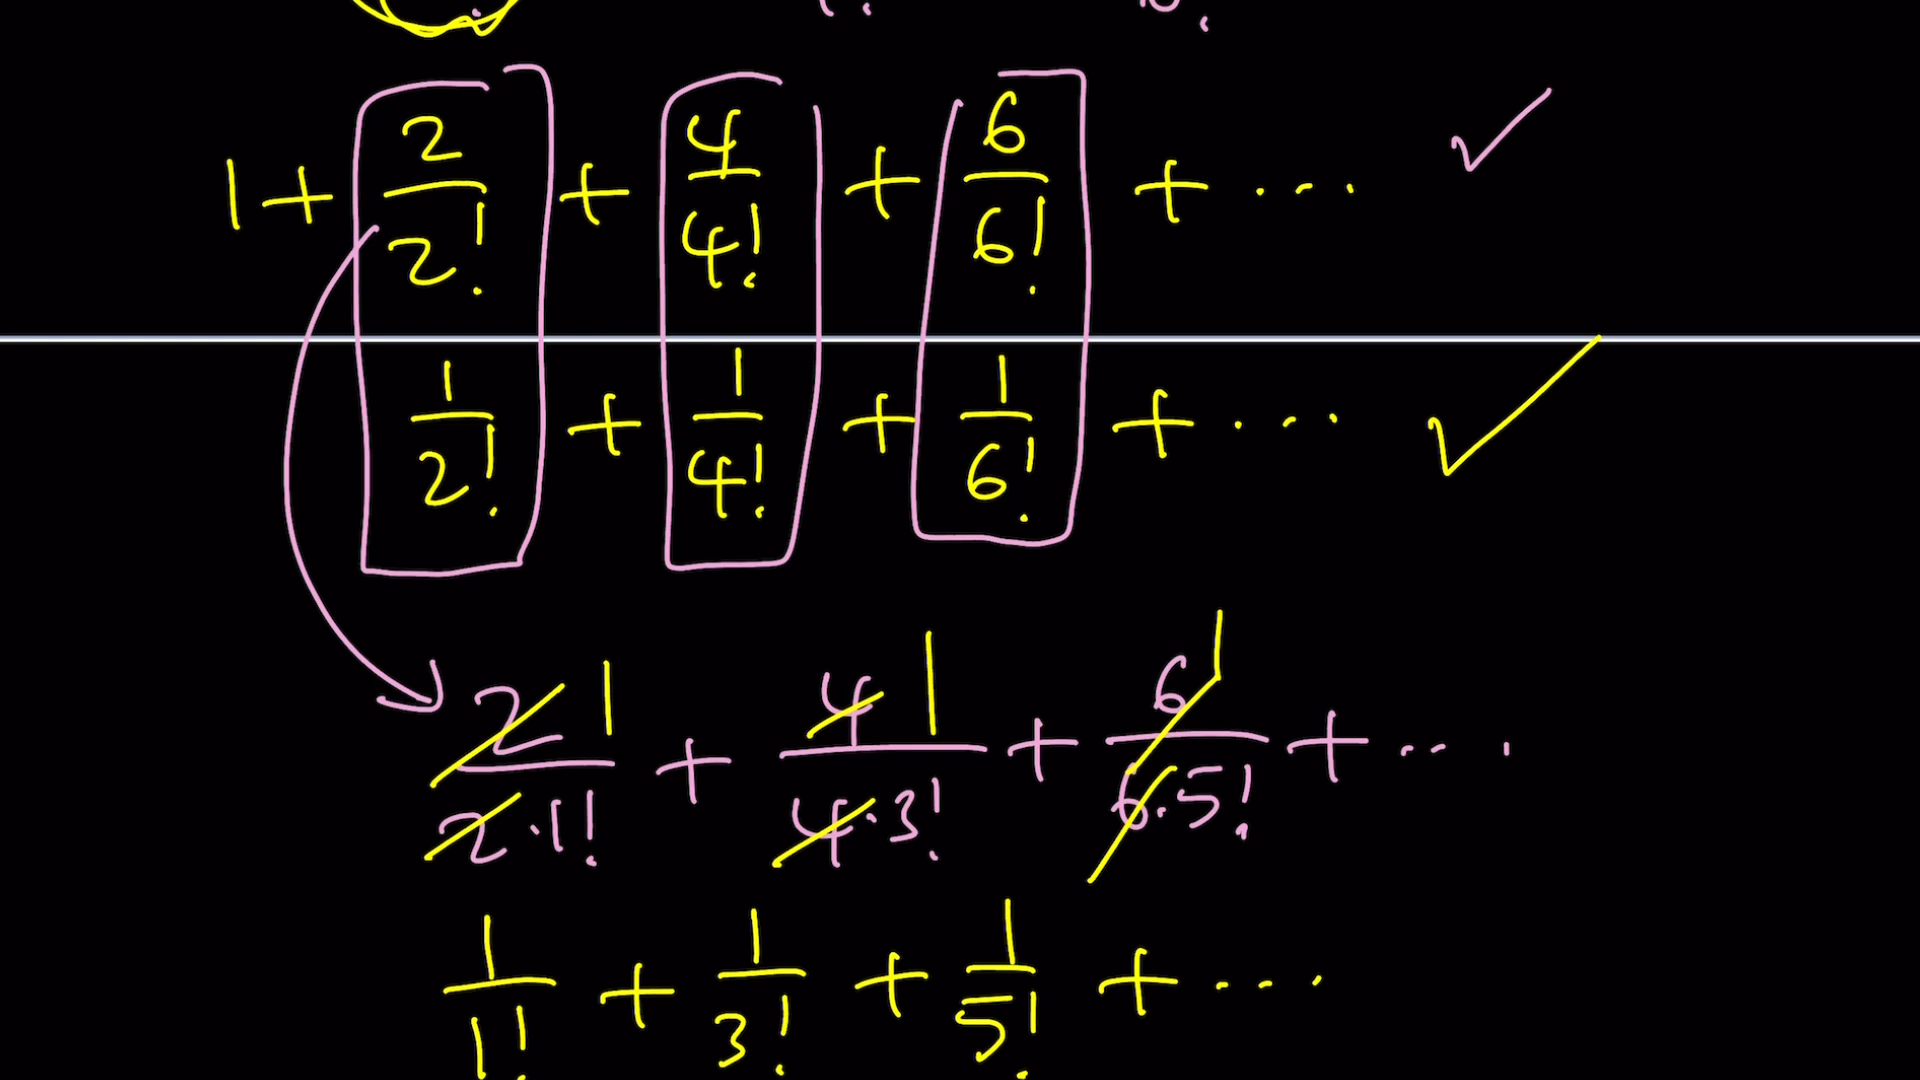 1 + 2/2! + 4/4! + 6/6! + ...
1/2! + 1/4! + 1/6! + ...
2/2·1! 1 + 4/4·3! 1 + 6/6·5! 1 + ...
1/1! + 1/3! + 1/5! + ...